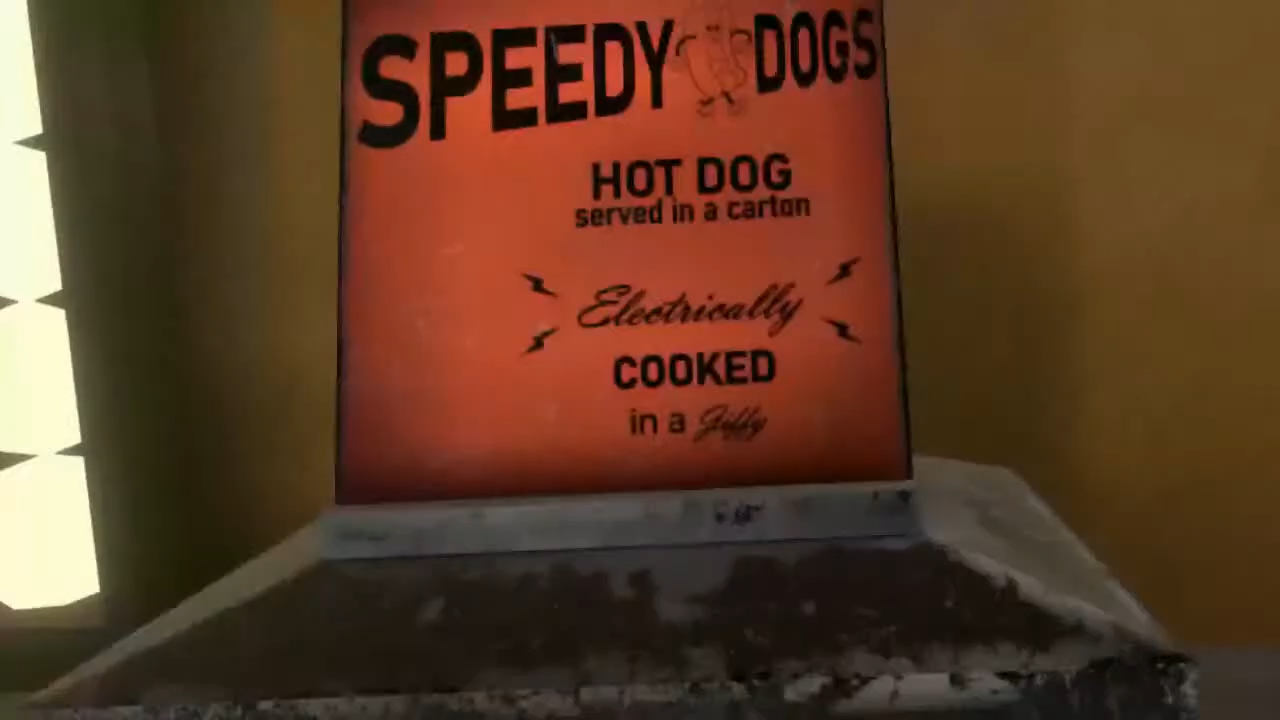 SPEEDY DOGS
HOT DOG
served in a carton
Electrically
COOKED
in a Jiffy